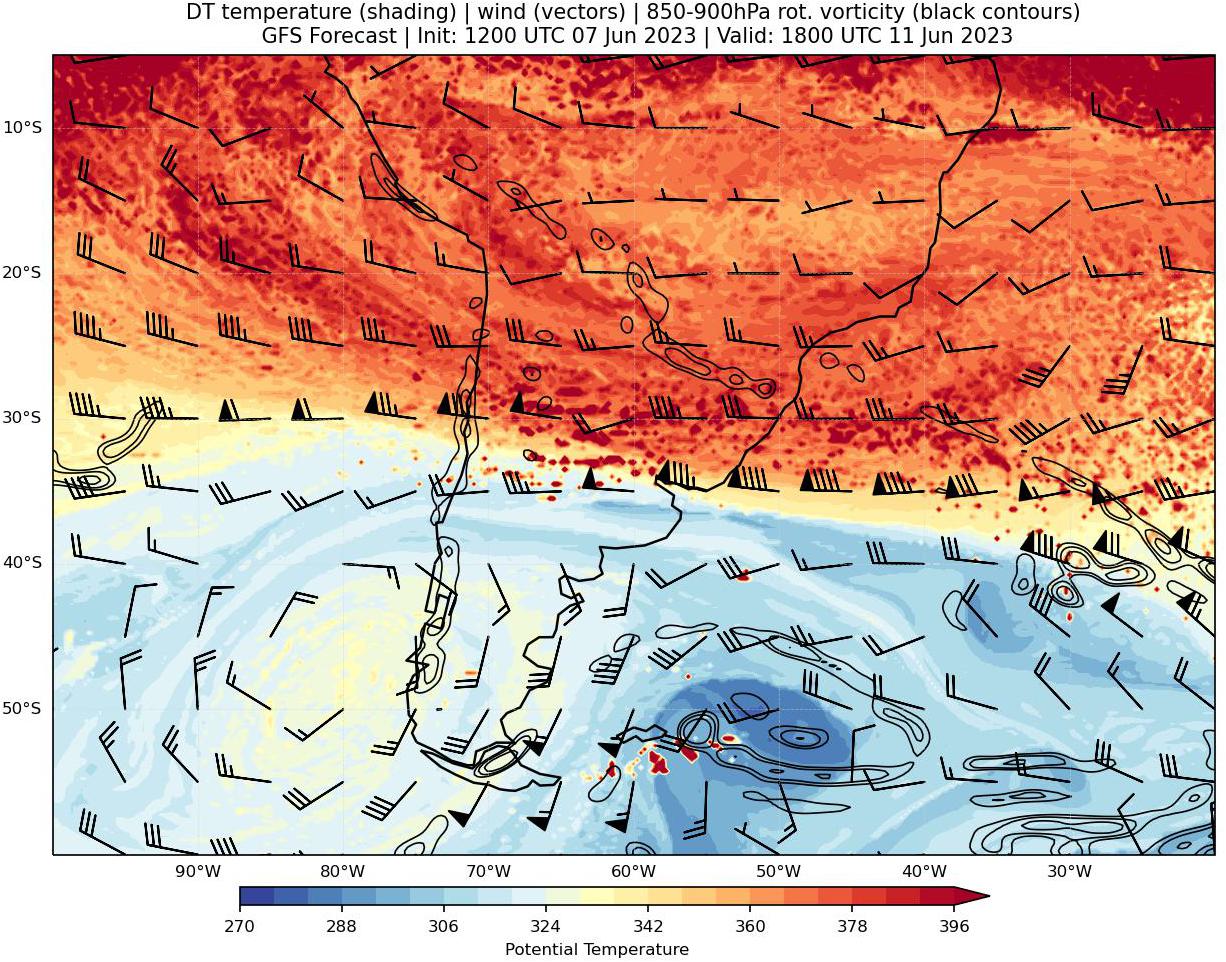 DT temperature (shading) | wind (vectors) | 850-900hPa rot. vorticity (black contours)
GFS Forecast | Init: 1200 UTC 07 Jun 2023 | Valid: 1800 UTC 11 Jun 2023
10°S
20°S
30°S
40°S
50°S
90°W 80°W 70°W 60°W 50°W 40°W 30°W
270 288 306 324 342 360 378 396
Potential Temperature